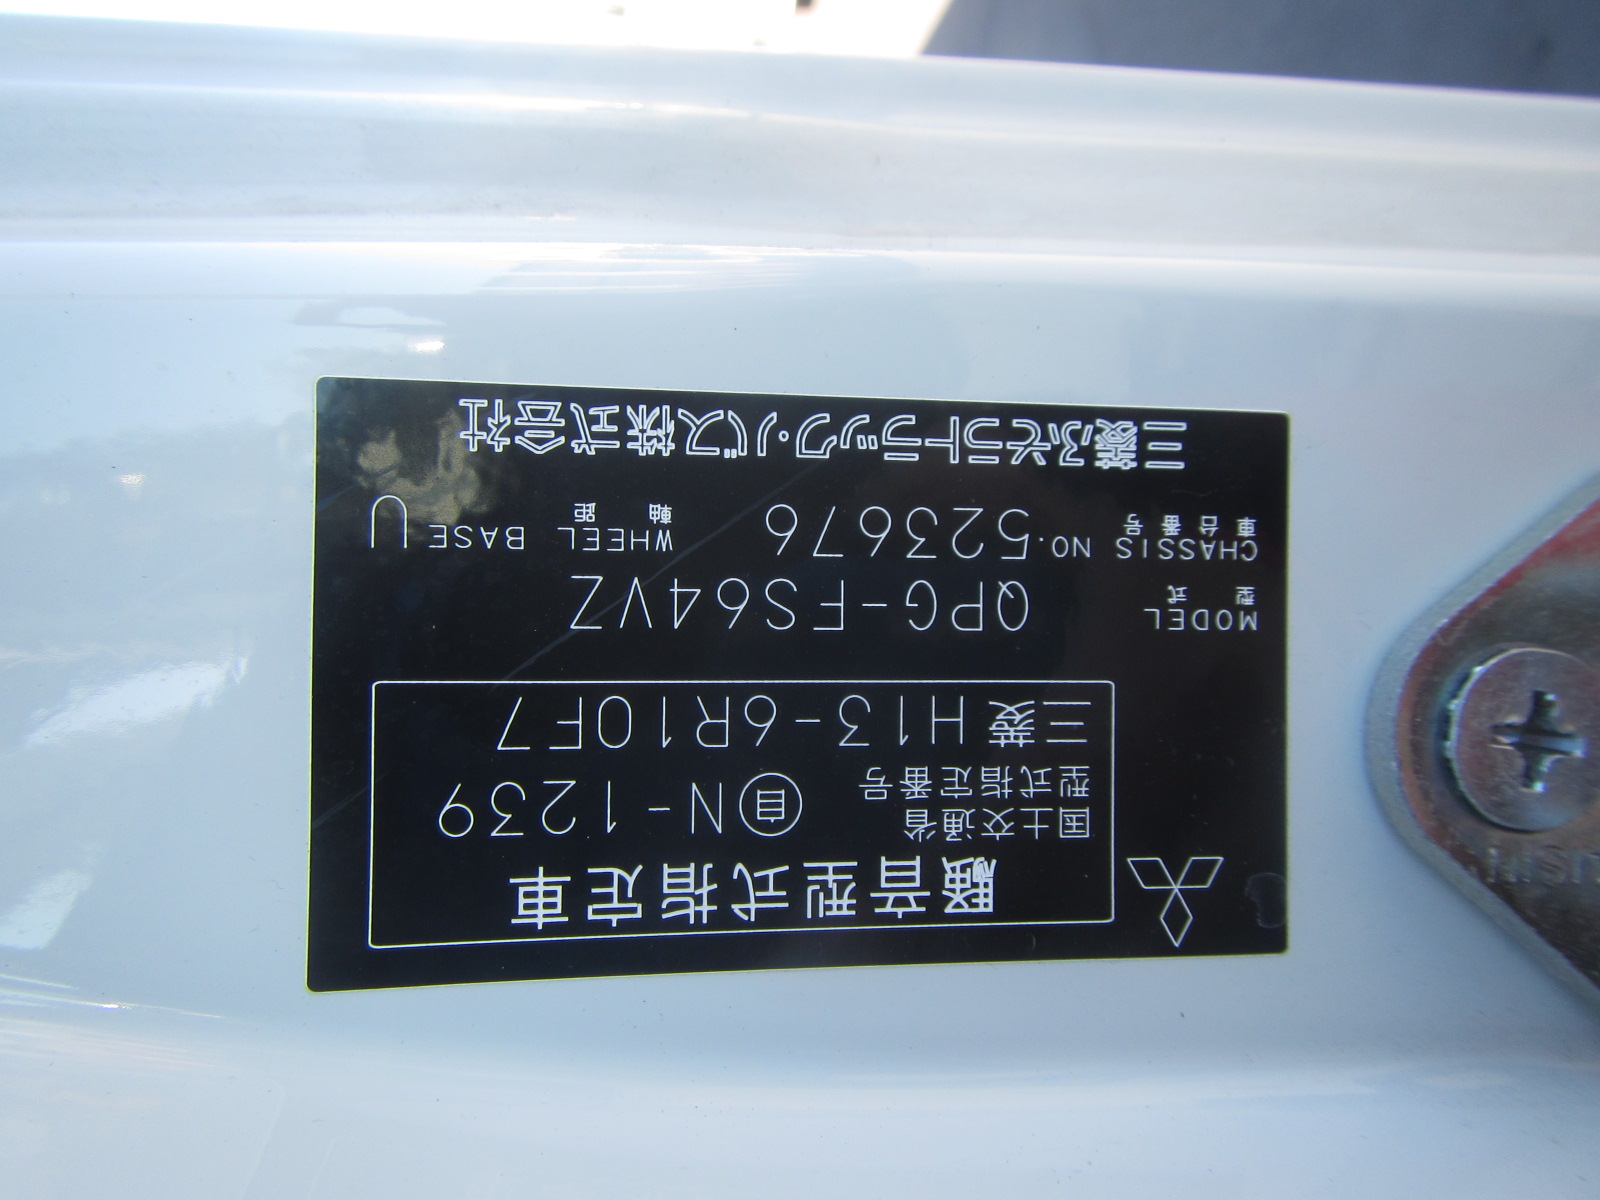 騒音型式指定車
国土交通省
型式指定番号 自N-1239
三菱 H13-6R10F7
MODEL 型式 QPG-FS64VZ
CHASSIS NO. 車台番号 523676 WHEEL BASE 軸距 U
三菱ふそうトラック・バス株式会社